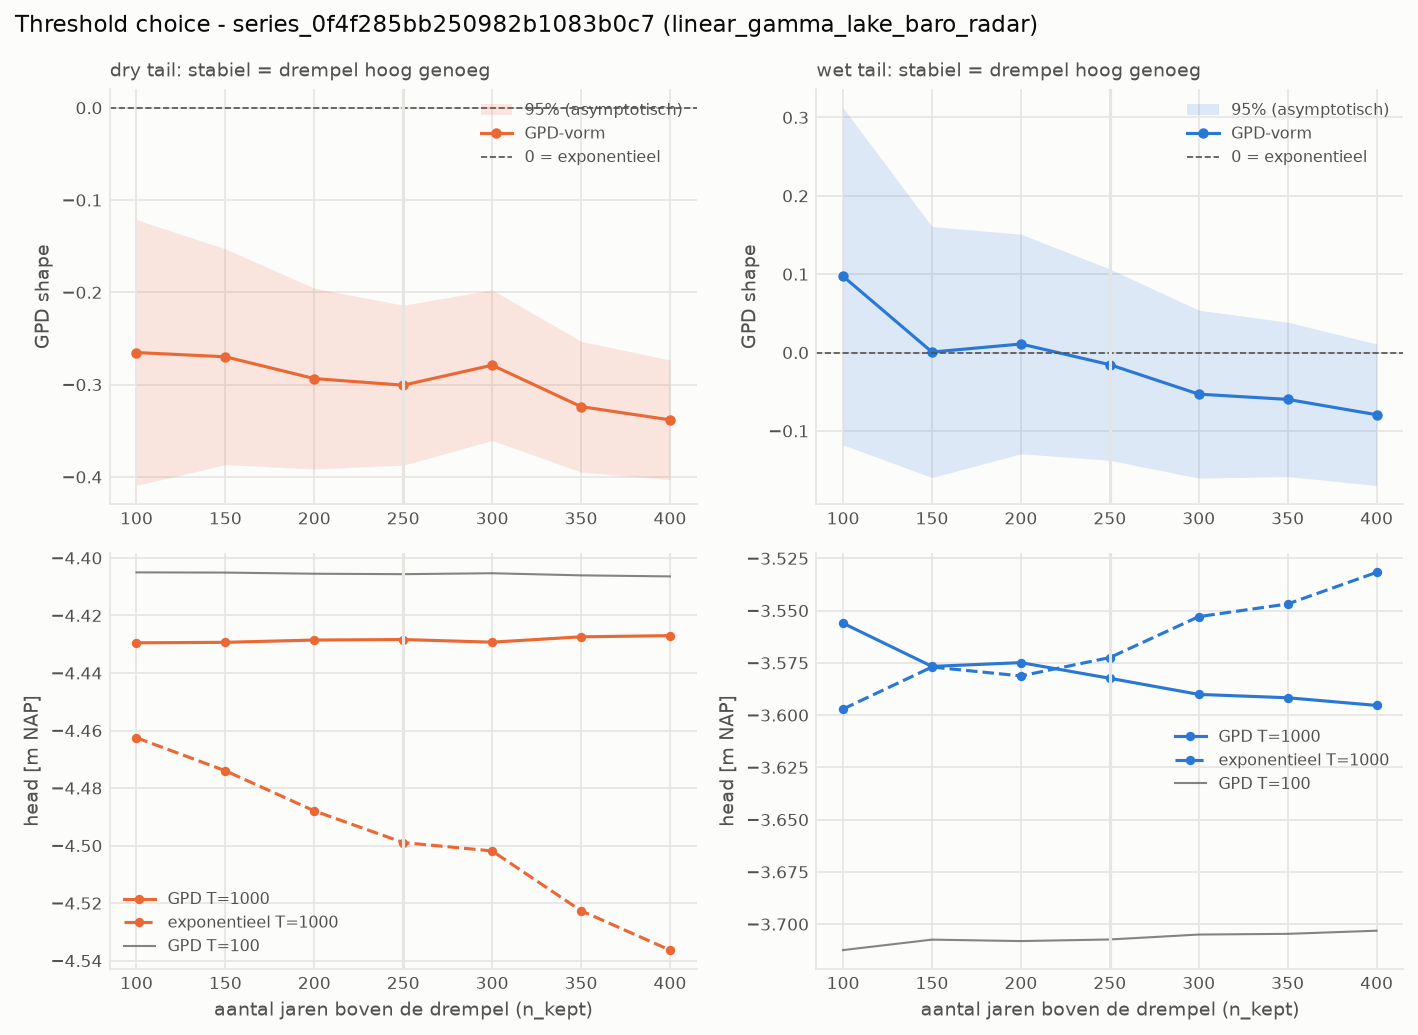 Threshold choice - series_0f4f285bb250982b1083b0c7 (linear_gamma_lake_baro_radar)
dry tail: stabiel = drempel hoog genoeg
0.0
−0.1
−0.2
−0.3
−0.4
GPD shape
95% (asymptotisch)
GPD-vorm
0 = exponentieel
100 150 200 250 300 350 400
wet tail: stabiel = drempel hoog genoeg
0.3
0.2
0.1
0.0
−0.1
GPD shape
95% (asymptotisch)
GPD-vorm
0 = exponentieel
100 150 200 250 300 350 400
−4.40
−4.42
−4.44
−4.46
−4.48
−4.50
−4.52
−4.54
head [m NAP]
GPD T=1000
exponentieel T=1000
GPD T=100
100 150 200 250 300 350 400
aantal jaren boven de drempel (n_kept)
−3.525
−3.550
−3.575
−3.600
−3.625
−3.650
−3.675
−3.700
head [m NAP]
GPD T=1000
exponentieel T=1000
GPD T=100
100 150 200 250 300 350 400
aantal jaren boven de drempel (n_kept)